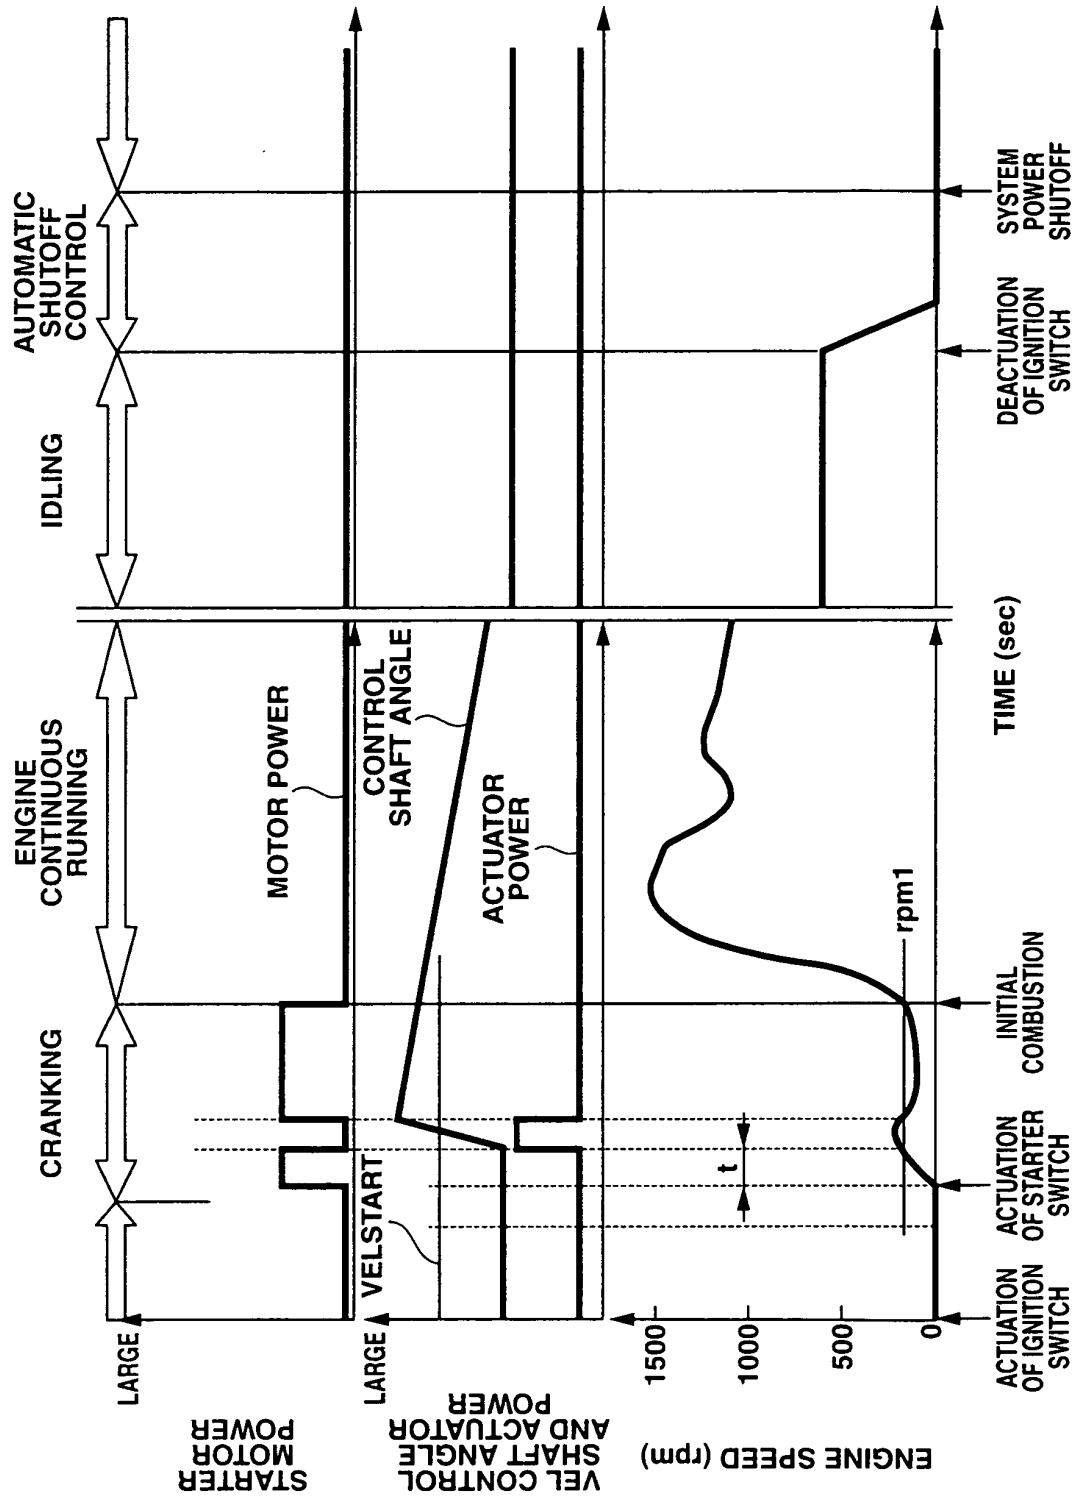 ENGINE
CONTINUOUS
RUNNING
AUTOMATIC
SHUTOFF
CONTROL
CRANKING
IDLING
LARGE
STARTER
MOTOR
POWER
MOTOR POWER
LARGE
VELSTART
CONTROL
SHAFT ANGLE
ACTUATOR
POWER
VEL CONTROL
SHAFT ANGLE
AND ACTUATOR
POWER
ENGINE SPEED (rpm)
1500
1000
500
0
t
rpm1
ACTUATION
OF IGNITION
SWITCH
ACTUATION
OF STARTER
SWITCH
INITIAL
COMBUSTION
TIME (sec)
DEACTUATION
OF IGNITION
SWITCH
SYSTEM
POWER
SHUTOFF